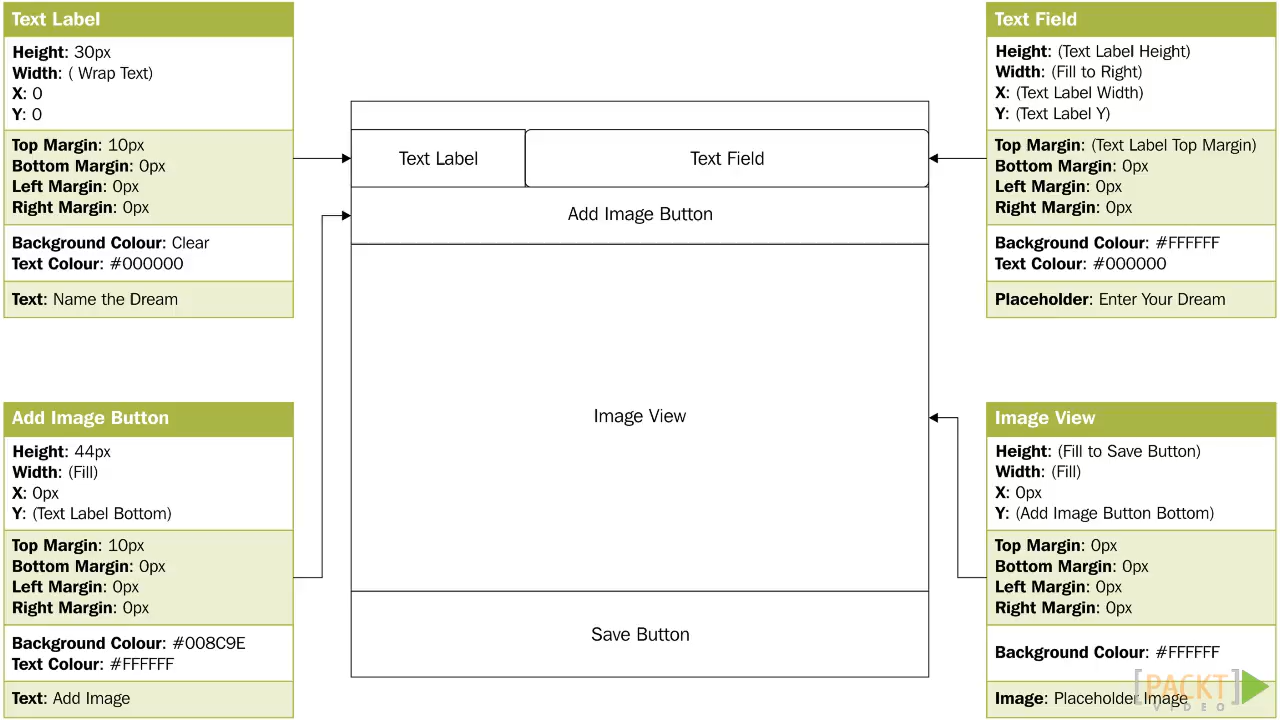 Text Label
Height: 30px
Width: ( Wrap Text)
X: 0
Y: 0
Top Margin: 10px
Bottom Margin: 0px
Left Margin: 0px
Right Margin: 0px
Background Colour: Clear
Text Colour: #000000
Text: Name the Dream
Text Field
Height: (Text Label Height)
Width: (Fill to Right)
X: (Text Label Width)
Y: (Text Label Y)
Top Margin: (Text Label Top Margin)
Bottom Margin: 0px
Left Margin: 0px
Right Margin: 0px
Background Colour: #FFFFFF
Text Colour: #000000
Placeholder: Enter Your Dream
Text Label
Text Field
Add Image Button
Image View
Save Button
Add Image Button
Height: 44px
Width: (Fill)
X: 0px
Y: (Text Label Bottom)
Top Margin: 10px
Bottom Margin: 0px
Left Margin: 0px
Right Margin: 0px
Background Colour: #008C9E
Text Colour: #FFFFFF
Text: Add Image
Image View
Height: (Fill to Save Button)
Width: (Fill)
X: 0px
Y: (Add Image Button Bottom)
Top Margin: 0px
Bottom Margin: 0px
Left Margin: 0px
Right Margin: 0px
Background Colour: #FFFFFF
Image: Placeholder Image
[PACKT]
VIDEO